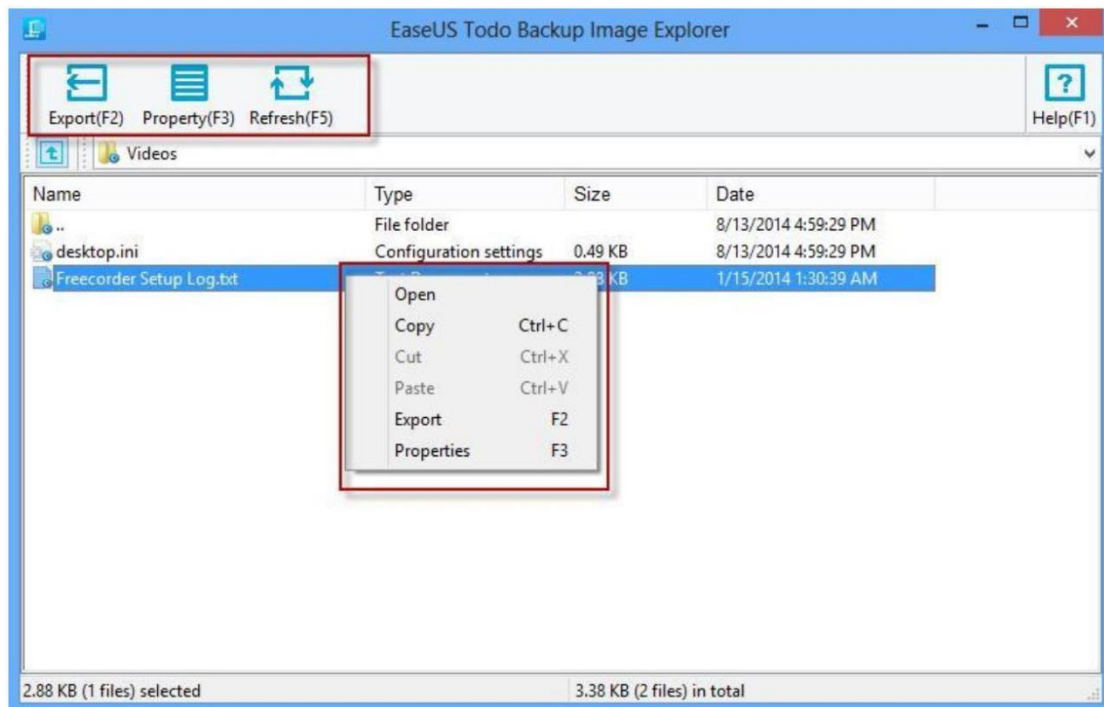 EaseUS Todo Backup Image Explorer
Export(F2) Property(F3) Refresh(F5) Help(F1)
Videos
Name Type Size Date
.. File folder 8/13/2014 4:59:29 PM
desktop.ini Configuration settings 0.49 KB 8/13/2014 4:59:29 PM
Freecorder Setup Log.txt KB 1/15/2014 1:30:39 AM
Open
Copy Ctrl+C
Cut Ctrl+X
Paste Ctrl+V
Export F2
Properties F3
2.88 KB (1 files) selected 3.38 KB (2 files) in total